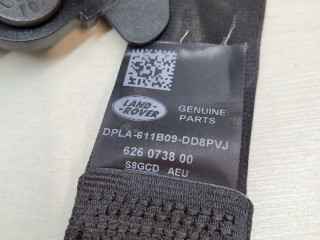 LAND-
ROVER
GENUINE
PARTS
DPLA-611B09-DD8PVJ
626 0738 00
S8GCD AEU